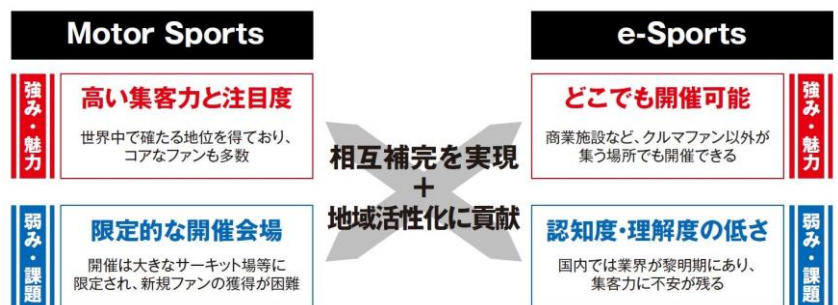 Motor Sports
強み・魅力
高い集客力と注目度
世界中で確たる地位を得ており、
コアなファンも多数
弱み・課題
限定的な開催会場
開催は大きなサーキット場等に
限定され、新規ファンの獲得が困難
相互補完を実現
+
地域活性化に貢献
e-Sports
どこでも開催可能
商業施設など、クルマファン以外が
集う場所でも開催できる
強み・魅力
認知度・理解度の低さ
国内では業界が黎明期にあり、
集客力に不安が残る
弱み・課題